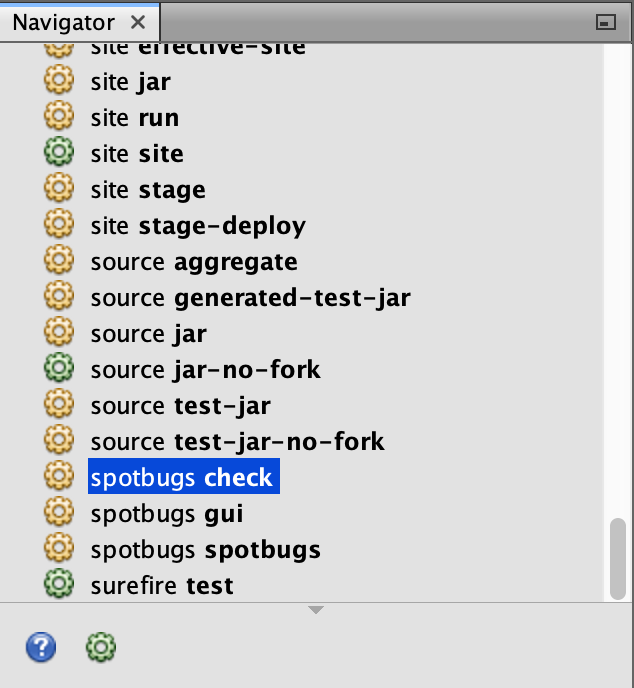 Navigator
site effective-site
site jar
site run
site site
site stage
site stage-deploy
source aggregate
source generated-test-jar
source jar
source jar-no-fork
source test-jar
source test-jar-no-fork
spotbugs check
spotbugs gui
spotbugs spotbugs
surefire test
?